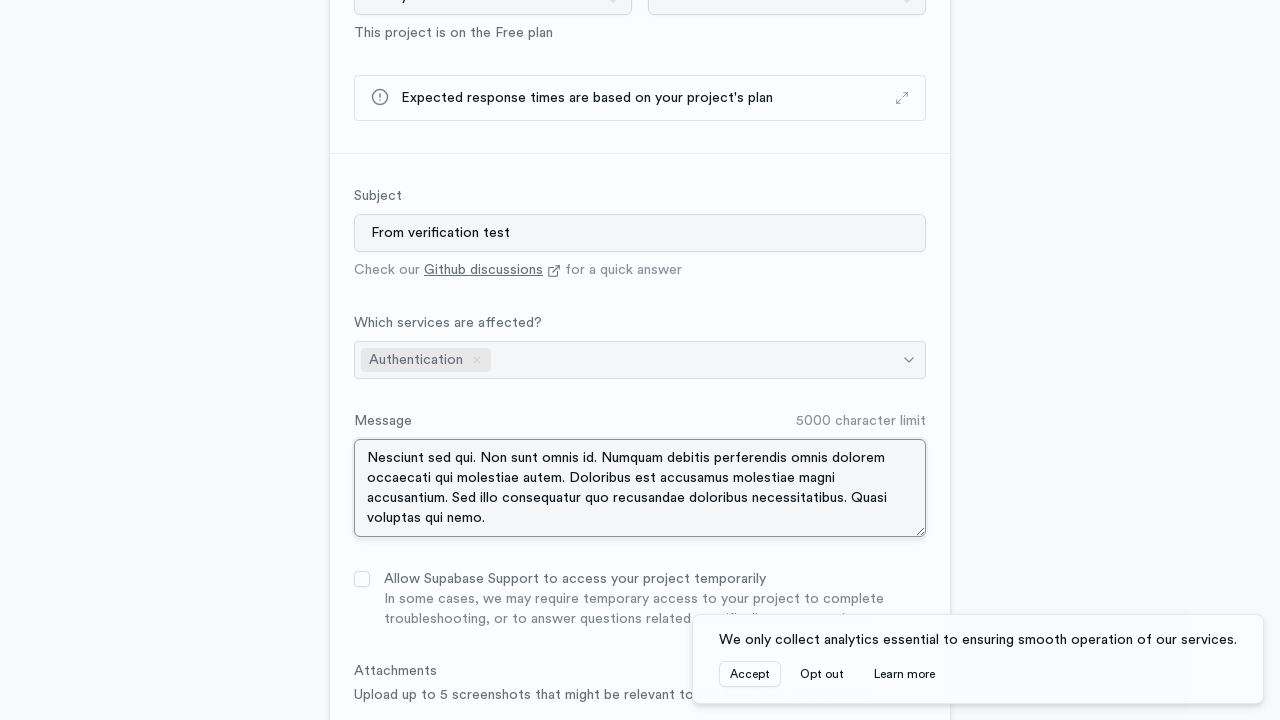 This project is on the Free plan
Expected response times are based on your project's plan
Subject
From verification test
Check our Github discussions for a quick answer
Which services are affected?
Authentication
Message
5000 character limit
Nesciunt sed qui. Non sunt omnis id. Numquam debitis perferendis omnis dolorem
occaecati qui molestiae autem. Doloribus est accusamus molestiae magni
accusantium. Sed illo consequatur quo recusandae doloribus necessitatibus. Quasi
voluptas qui nemo.
Allow Supabase Support to access your project temporarily
In some cases, we may require temporary access to your project to complete
troubleshooting, or to answer questions related
We only collect analytics essential to ensuring smooth operation of our services.
Accept
Opt out
Learn more
Attachments
Upload up to 5 screenshots that might be relevant to